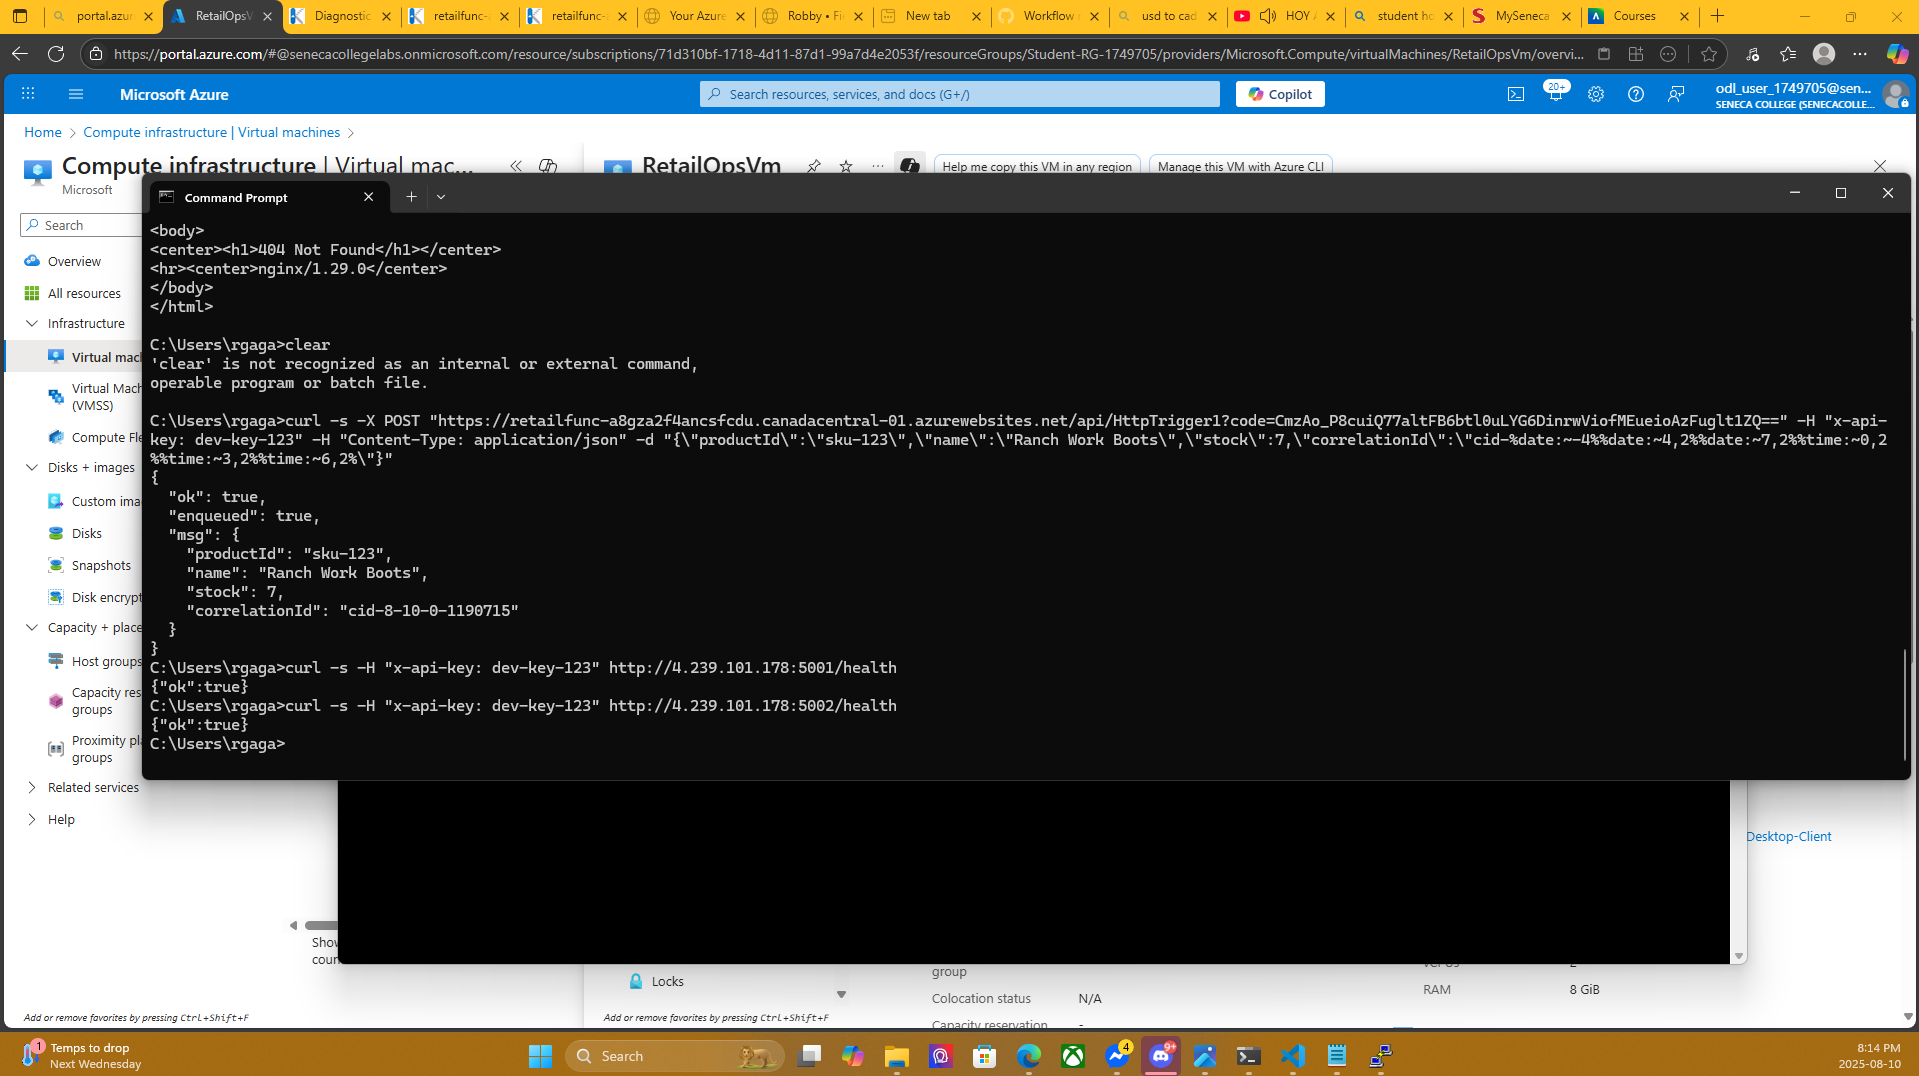 portal.azur
RetailOpsV
Diagnostic
retailfunc-
retailfunc-
Your Azure
Robby • Fi
New tab
Workflow r
usd to cad
HOY A
student ho
MySeneca
Courses
https://portal.azure.com/#@senecacollegelabs.onmicrosoft.com/resource/subscriptions/71d310bf-1718-4d11-87d1-99a7d4e2053f/resourceGroups/Student-RG-1749705/providers/Microsoft.Compute/virtualMachines/RetailOpsVm/overvi...
Microsoft Azure
Search resources, services, and docs (G+/)
Copilot
20+
odl_user_1749705@sen...
SENECA COLLEGE (SENECACOLLE...
Home > Compute infrastructure | Virtual machines >
Compute infrastructure | Virtual mac...
Microsoft
RetailOpsVm
Help me copy this VM in any region
Manage this VM with Azure CLI
Search
Overview
All resources
Infrastructure
Virtual mach
Virtual Mach
(VMSS)
Compute Fle
Disks + images
Custom ima
Disks
Snapshots
Disk encrypt
Capacity + place
Host groups
Capacity res
groups
Proximity pl
groups
Related services
Help
Command Prompt
<body>
<center><h1>404 Not Found</h1></center>
<hr><center>nginx/1.29.0</center>
</body>
</html>
C:\Users\rgaga>clear
'clear' is not recognized as an internal or external command,
operable program or batch file.
C:\Users\rgaga>curl -s -X POST "https://retailfunc-a8gza2f4ancsfcdu.canadacentral-01.azurewebsites.net/api/HttpTrigger1?code=CmzAo_P8cuiQ77altFB6btl0uLYG6DinrwViofMEueioAzFuglt1ZQ==" -H "x-api-
key: dev-key-123" -H "Content-Type: application/json" -d "{\"productId\":\"sku-123\",\"name\":\"Ranch Work Boots\",\"stock\":7,\"correlationId\":\"cid-%date:~-4%%date:~4,2%%date:~7,2%%time:~0,2
%%time:~3,2%%time:~6,2%\"}"
{
"ok": true,
"enqueued": true,
"msg": {
"productId": "sku-123",
"name": "Ranch Work Boots",
"stock": 7,
"correlationId": "cid-8-10-0-1190715"
}
}
C:\Users\rgaga>curl -s -H "x-api-key: dev-key-123" http://4.239.101.178:5001/health
{"ok":true}
C:\Users\rgaga>curl -s -H "x-api-key: dev-key-123" http://4.239.101.178:5002/health
{"ok":true}
C:\Users\rgaga>
Desktop-Client
Show
coun
Locks
group
Colocation status
N/A
Capacity reservation
-
RAM
8 GiB
Add or remove favorites by pressing Ctrl+Shift+F
Add or remove favorites by pressing Ctrl+Shift+F
1
Temps to drop
Next Wednesday
Search
4
9+
8:14 PM
2025-08-10